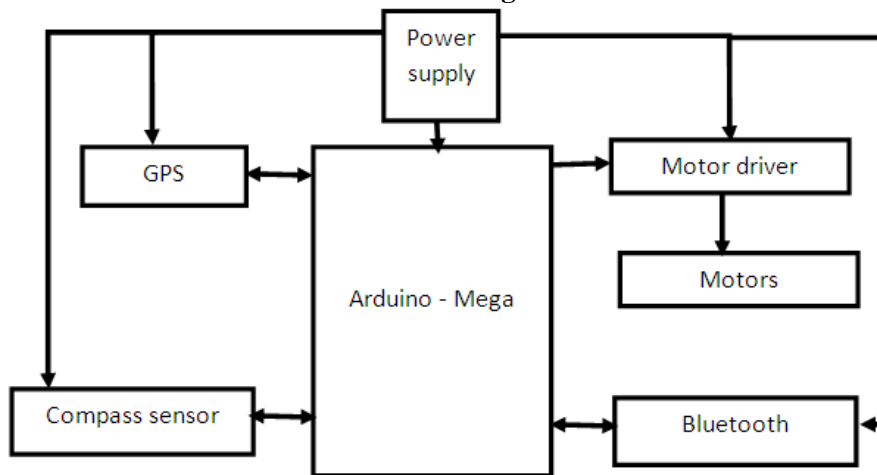 Power
supply
GPS
Motor driver
Motors
Arduino - Mega
Compass sensor
Bluetooth